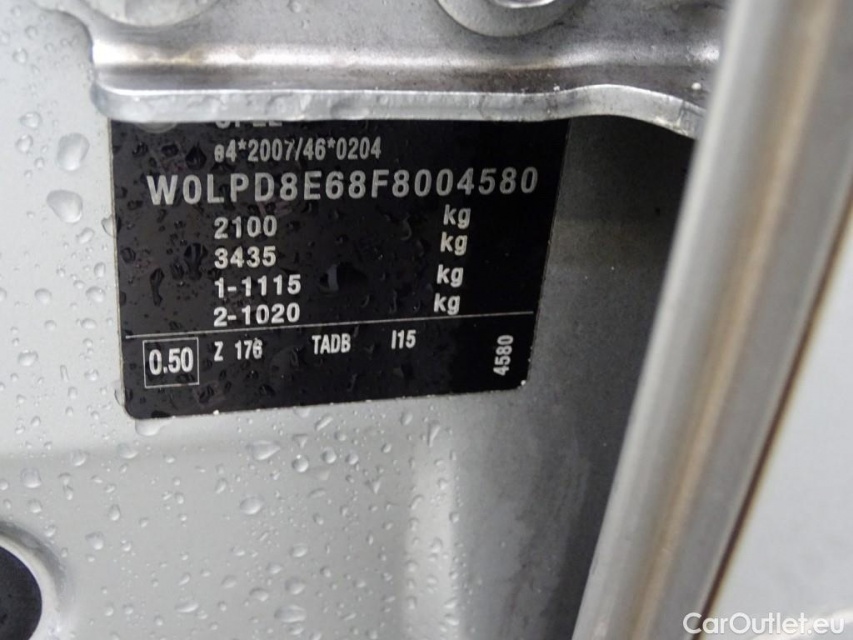 e4*2007/46*0204
W0LPD8E68F8004580
2100 kg
3435 kg
1-1115 kg
2-1020 kg
0.50 Z 176 TADB I15 4580
CarOutlet.eu